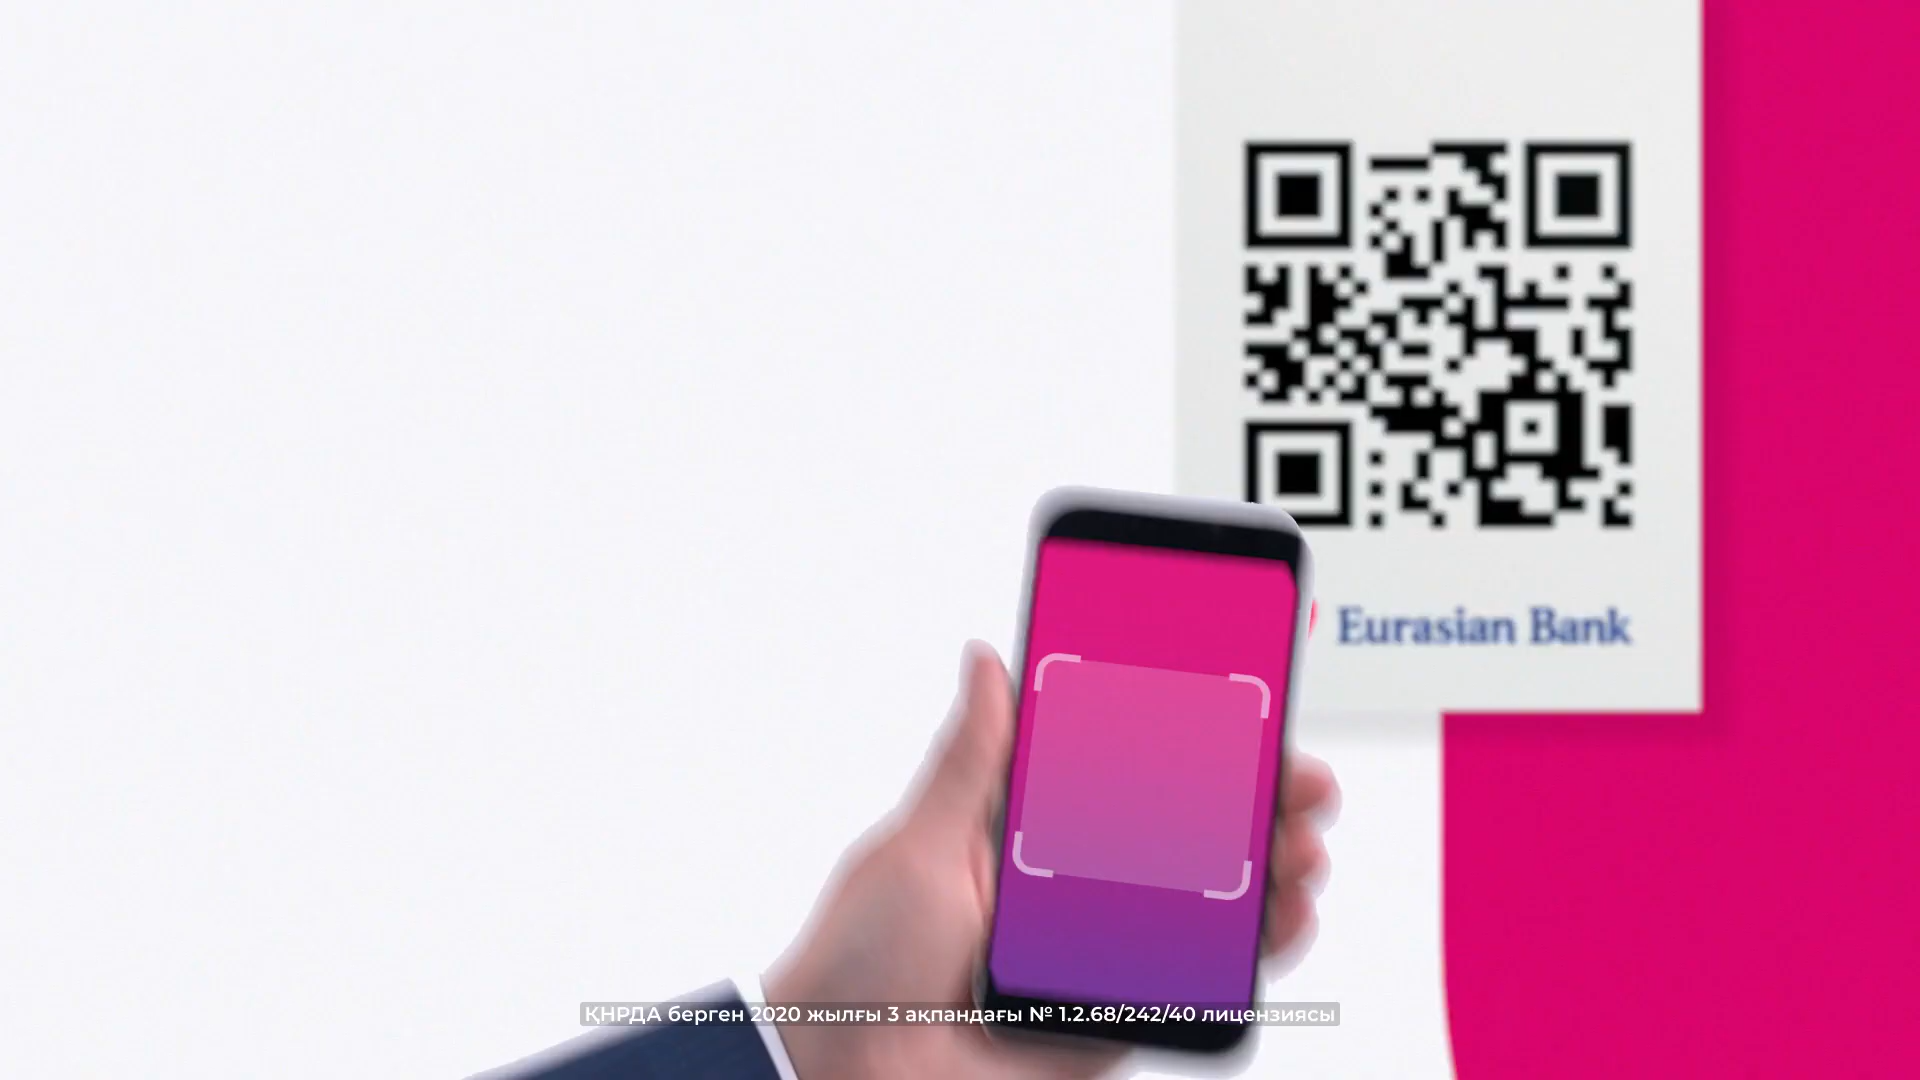 Eurasian Bank
ҚНРДА берген 2020 жылғы 3 ақпандағы № 1.2.68/242/40 лицензиясы